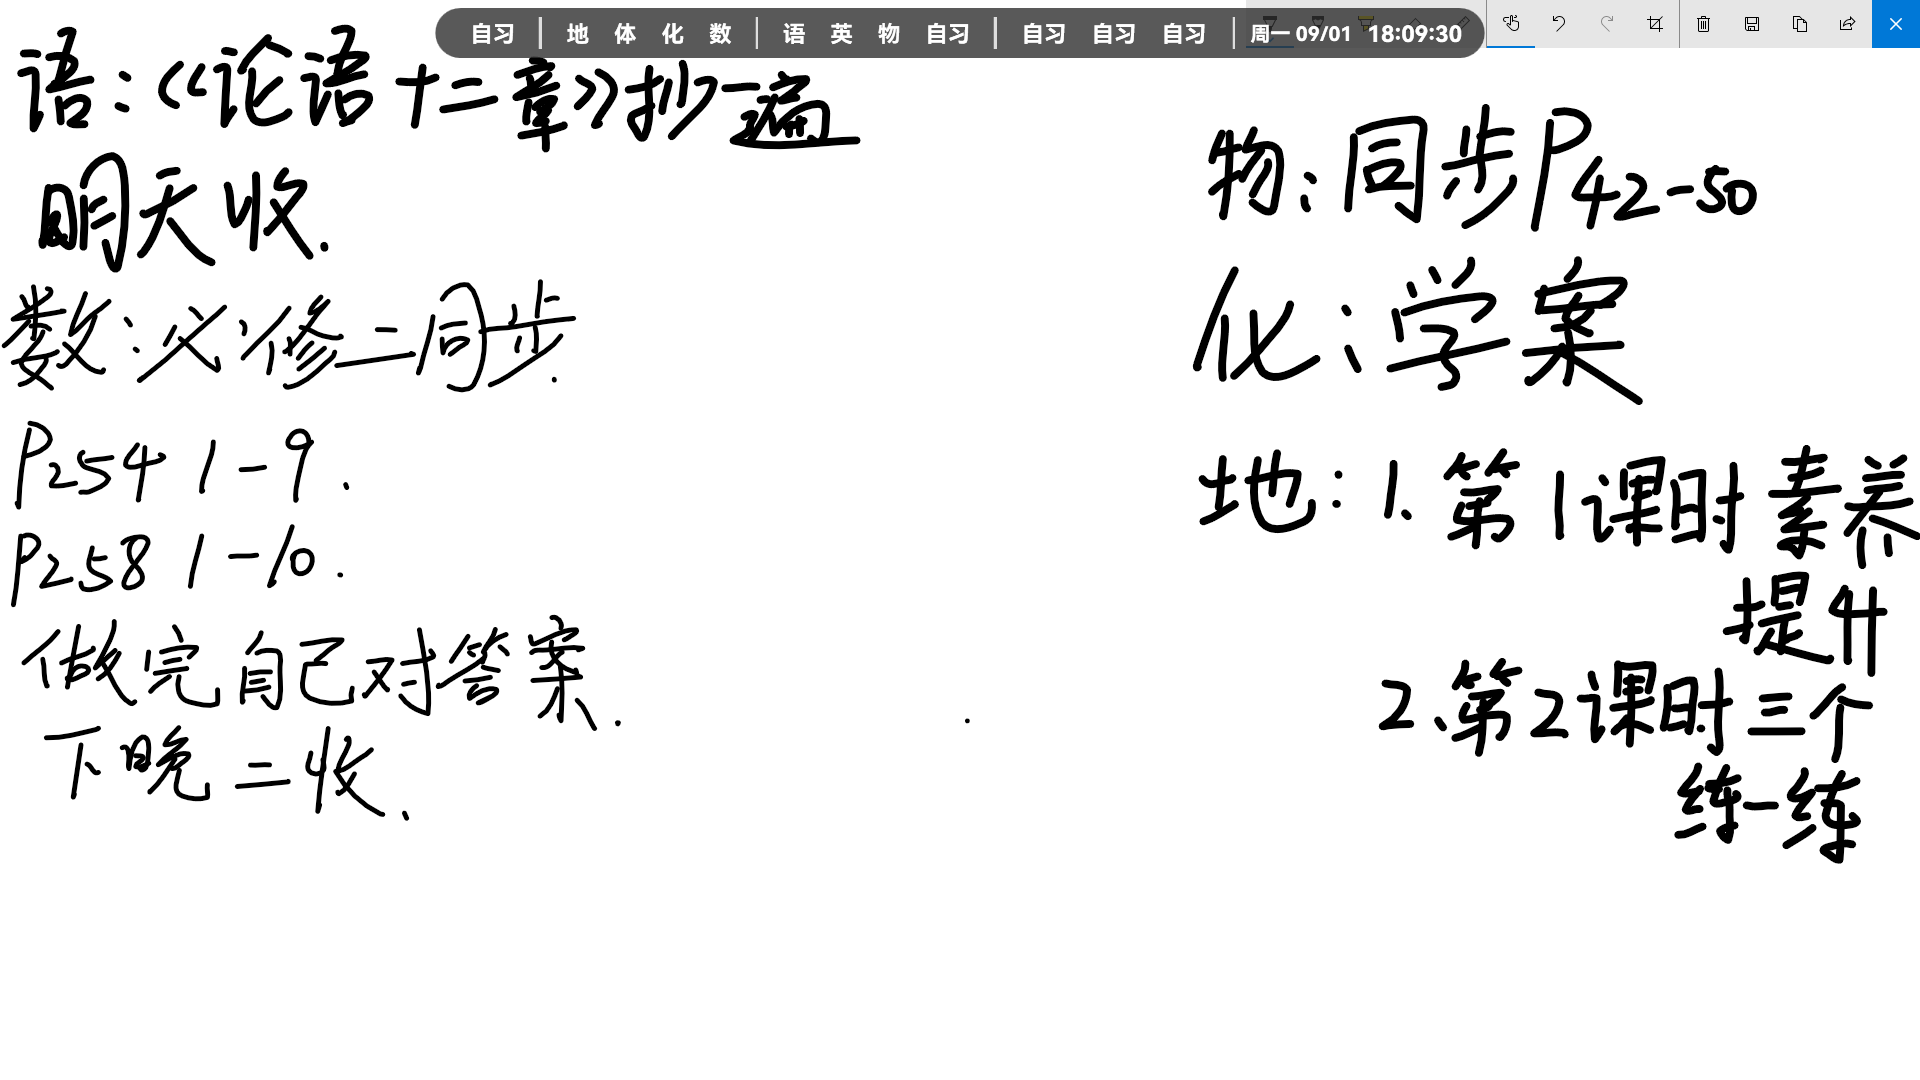 自习 | 地 体 化 数 | 语 英 物 自习 | 自习 自习 自习 | 周一 09/01 18:09:30
语:《论语十二章》抄一遍
明天收.
数:必修二同步.
P254 1-9.
P258 1-10.
做完自己对答案.
下晚二收.
物:同步P42-50
化:学案
地:1.第1课时素养
提升
2.第2课时三个
练一练